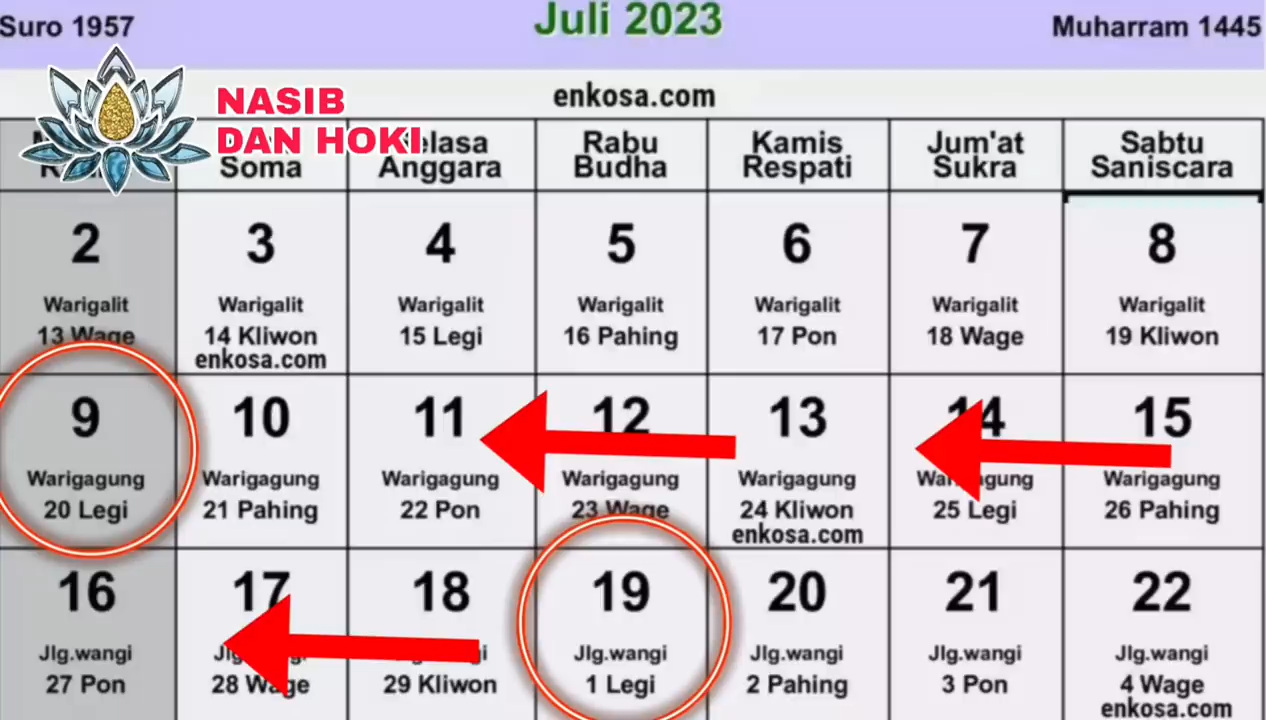 Suro 1957
Juli 2023
Muharram 1445
enkosa.com
NASIB
DAN HOKI
Rabu
Kamis
Jum'at
Sabtu
Soma
Anggara
Budha
Respati
Sukra
Saniscara
2
3
4
5
6
7
8
Warigalit
Warigalit
Warigalit
Warigalit
Warigalit
Warigalit
Warigalit
13 Wage
14 Kliwon
15 Legi
16 Pahing
17 Pon
18 Wage
19 Kliwon
enkosa.com
9
10
11
12
13
14
15
Warigagung
Warigagung
Warigagung
Warigagung
Warigagung
Warigagung
Warigagung
20 Legi
21 Pahing
22 Pon
23 Wage
24 Kliwon
25 Legi
26 Pahing
enkosa.com
16
17
18
19
20
21
22
Jlg.wangi
Jlg.wangi
Jlg.wangi
Jlg.wangi
Jlg.wangi
27 Pon
28 Wage
29 Kliwon
1 Legi
2 Pahing
3 Pon
4 Wage
enkosa.com